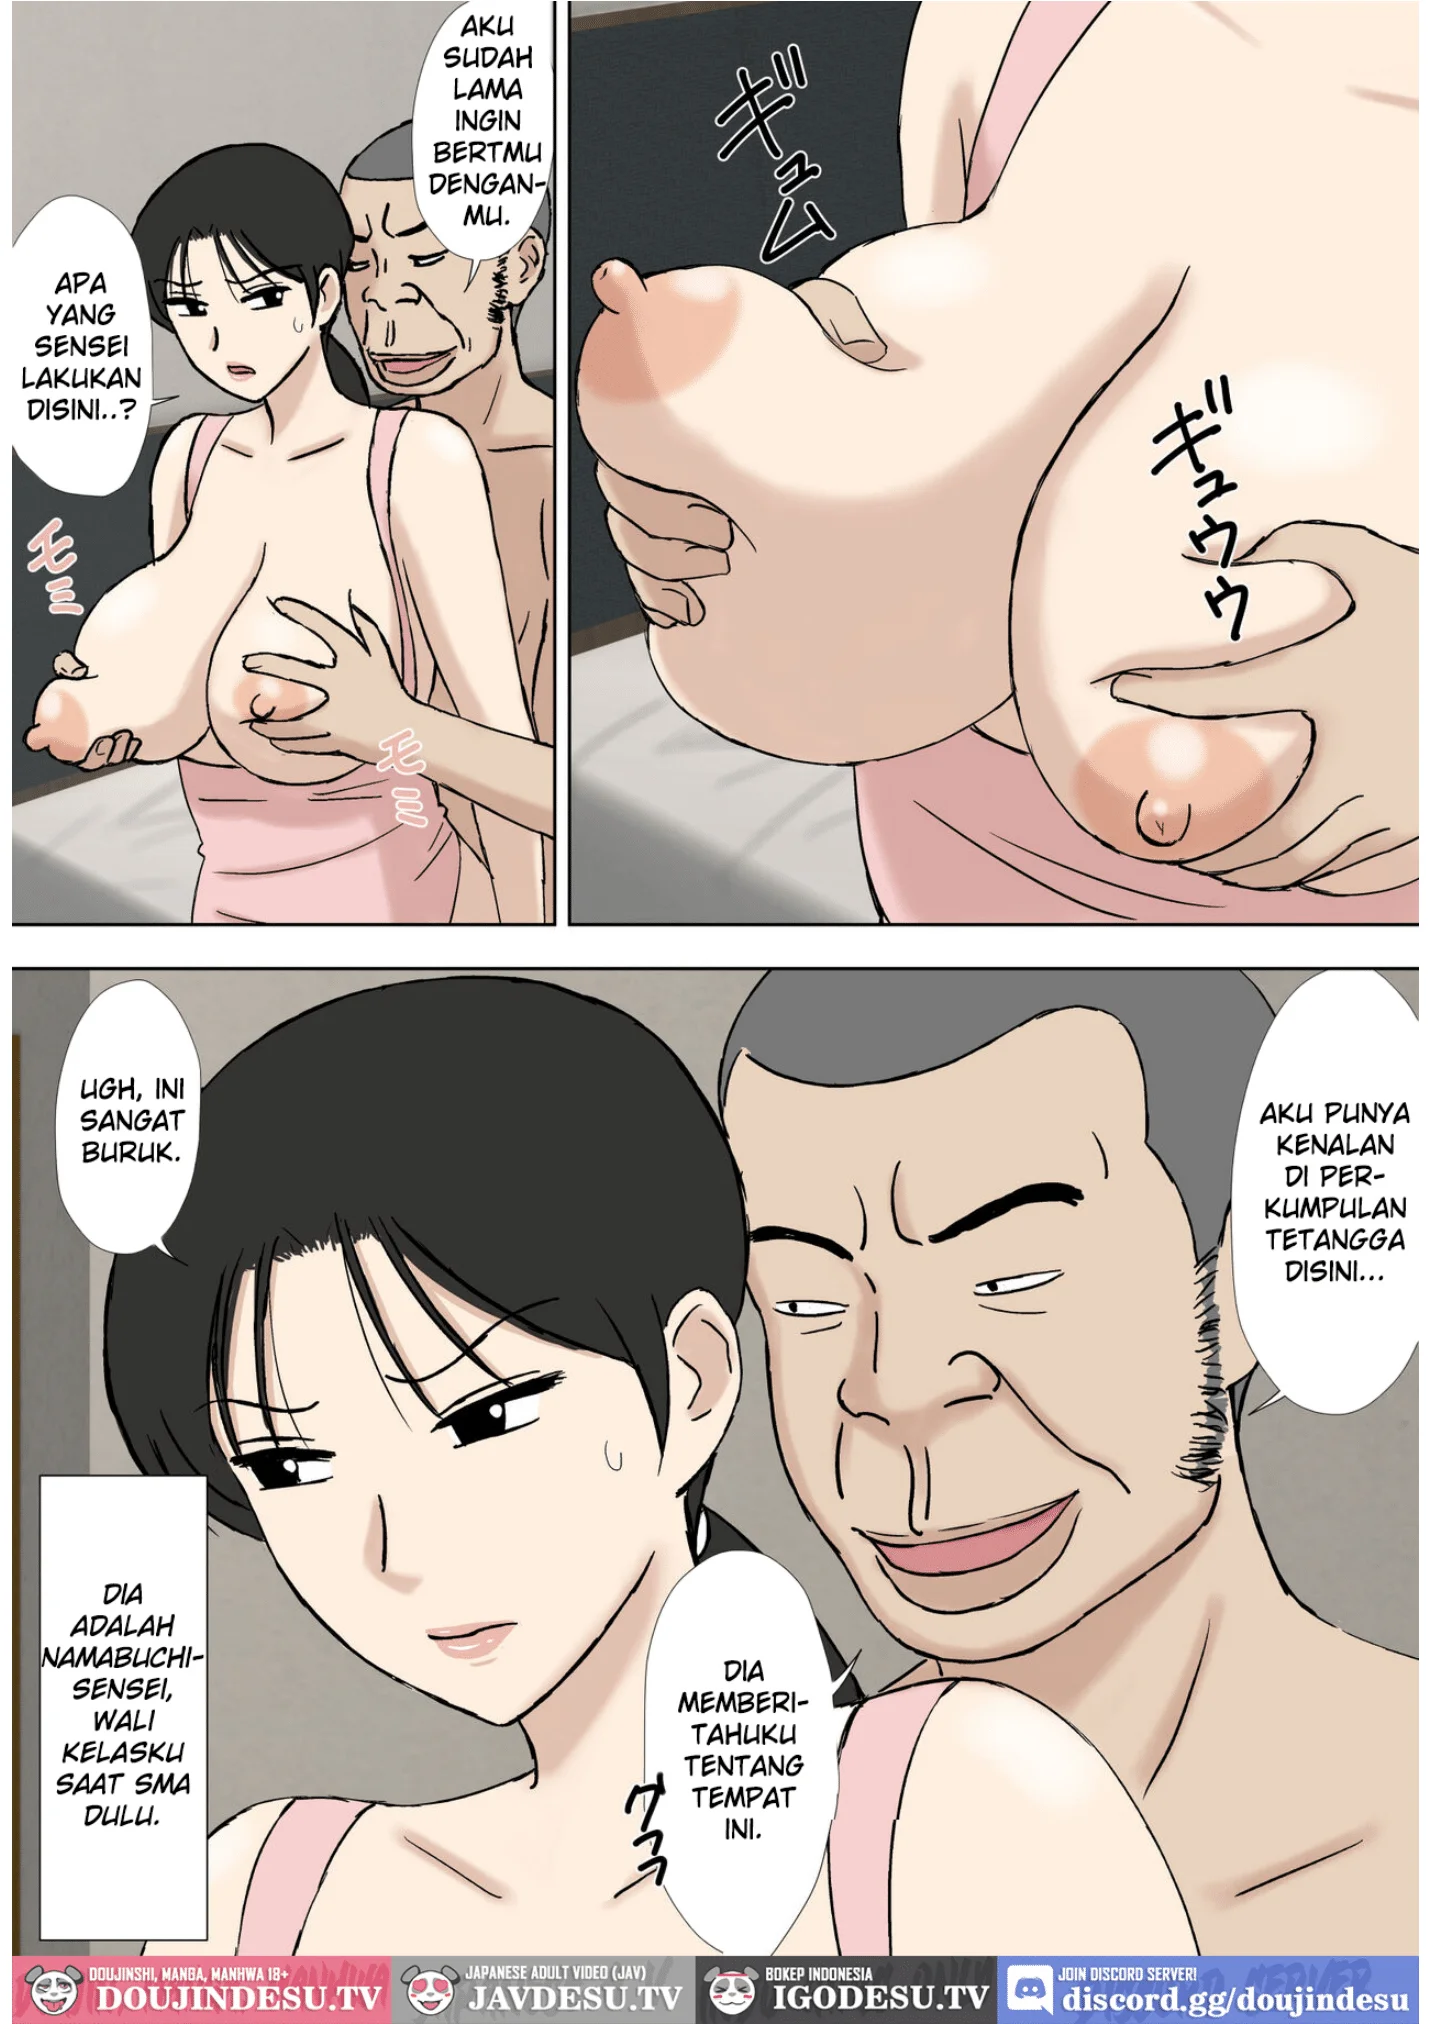 AKU
SUDAH
LAMA
INGIN
BERTMU
DENGAN-
MU.
APA
YANG
SENSEI
LAKUKAN
DISINI..?
モミ
モミ
ギュム
ギュウウ
UGH, INI
SANGAT
BURUK.
AKU PUNYA
KENALAN
DI PER-
KUMPULAN
TETANGGA
DISINI...
DIA
MEMBERI-
TAHUKU
TENTANG
TEMPAT
INI.
DIA
ADALAH
NAMABUCHI-
SENSEI,
WALI
KELASKU
SAAT SMA
DULU.
DOUJINSHI, MANGA, MANHWA 18+
DOUJINDESU.TV
JAPANESE ADULT VIDEO (JAV)
JAVDESU.TV
BOKEP INDONESIA
IGODESU.TV
JOIN DISCORD SERVER!
discord.gg/doujindesu